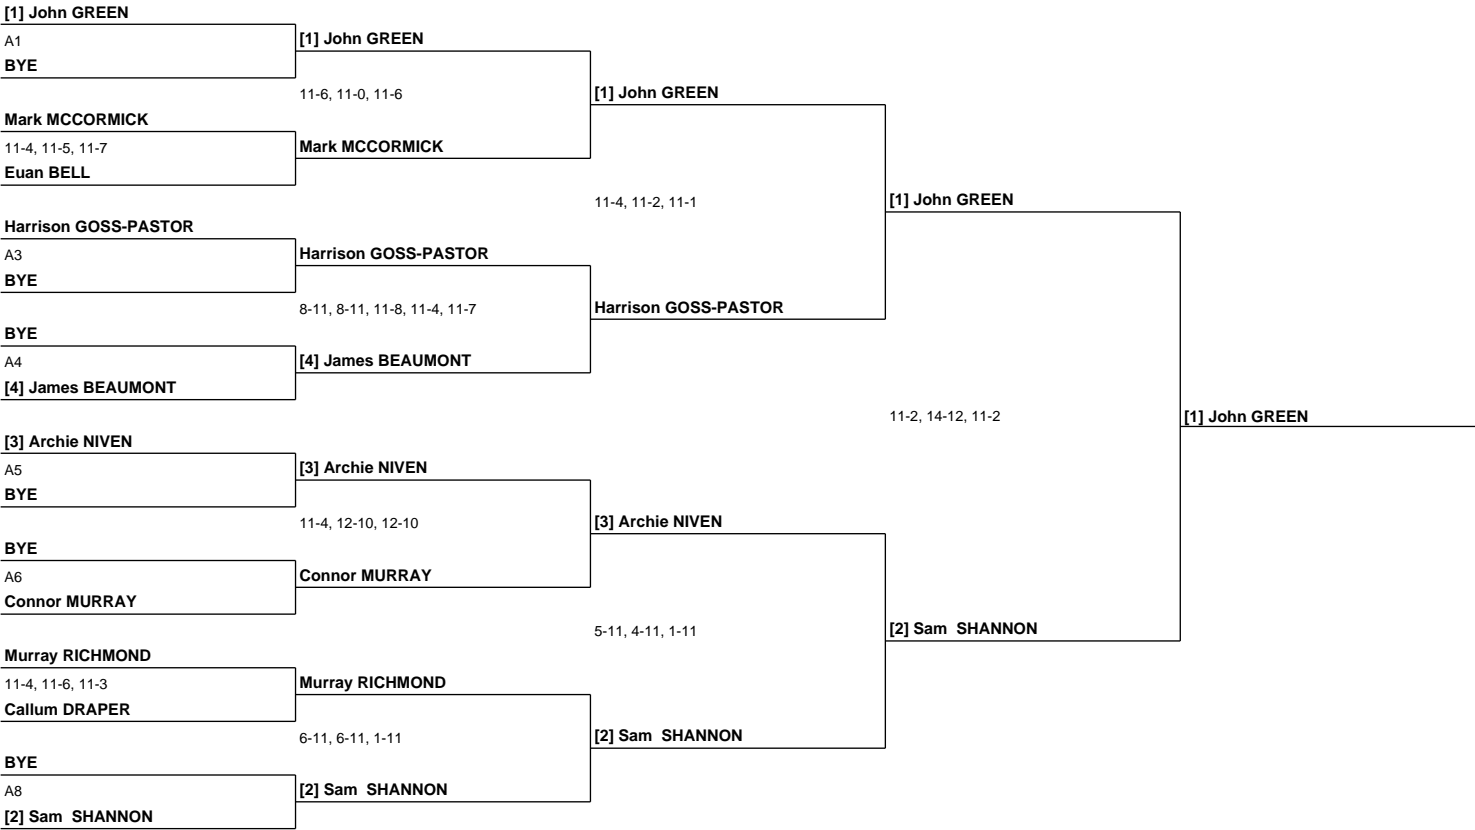 [1] John GREEN
A1
BYE
Mark MCCORMICK
11-4, 11-5, 11-7
Euan BELL
Harrison GOSS-PASTOR
A3
BYE
BYE
A4
[4] James BEAUMONT
[3] Archie NIVEN
A5
BYE
BYE
A6
Connor MURRAY
Murray RICHMOND
11-4, 11-6, 11-3
Callum DRAPER
BYE
A8
[2] Sam  SHANNON
[1] John GREEN
11-6, 11-0, 11-6
Mark MCCORMICK
Harrison GOSS-PASTOR
8-11, 8-11, 11-8, 11-4, 11-7
[4] James BEAUMONT
[3] Archie NIVEN
11-4, 12-10, 12-10
Connor MURRAY
Murray RICHMOND
6-11, 6-11, 1-11
[2] Sam  SHANNON
[1] John GREEN
11-4, 11-2, 11-1
Harrison GOSS-PASTOR
[3] Archie NIVEN
5-11, 4-11, 1-11
[2] Sam  SHANNON
[1] John GREEN
11-2, 14-12, 11-2
[2] Sam  SHANNON
[1] John GREEN